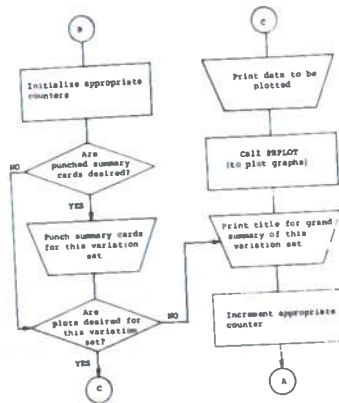 B
Initialize appropriate
counters
Are
punched summary
cards desired?
NO
YES
Punch summary cards
for this variation
set
Are
plots desired for
this variation
set?
NO
YES
C
C
Print data to be
plotted
Call PRPLOT
(to plot graphs)
Print title for grand
summary of this
variation set
Increment appropriate
counter
A